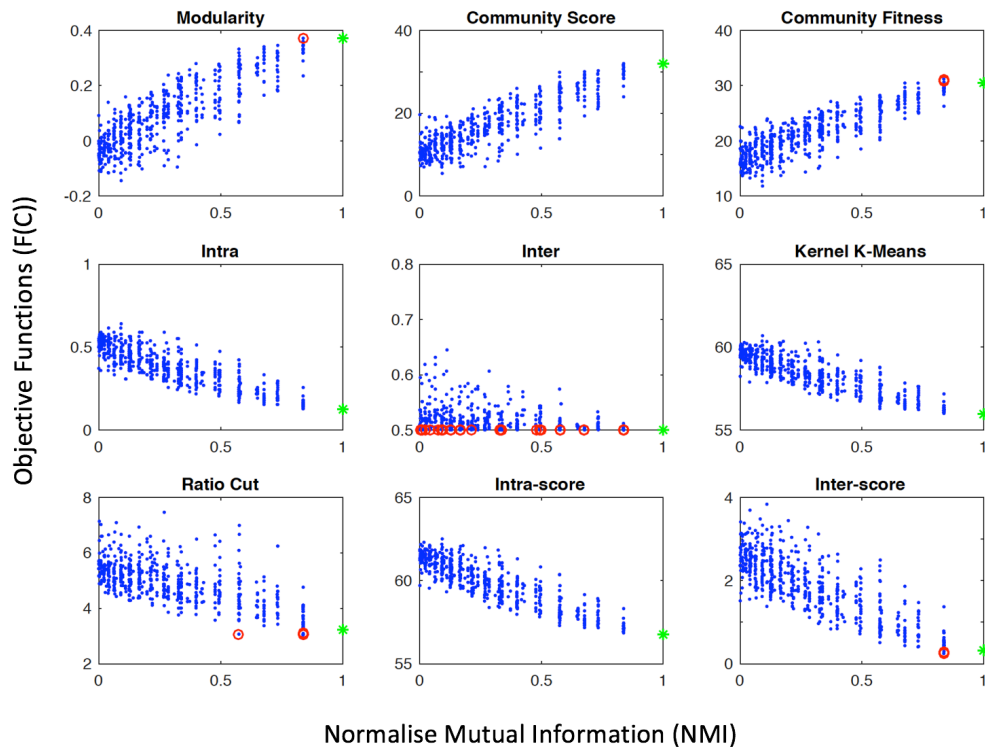 Modularity
Community Score
Community Fitness
0.4
0.2
0
-0.2
0 0.5 1
40
20
0
0 0.5 1
40
30
20
10
0 0.5 1
Objective Functions (F(C))
Intra
Inter
Kernel K-Means
1
0.5
0
0 0.5 1
0.8
0.7
0.6
0.5
0 0.5 1
65
60
55
0 0.5 1
Ratio Cut
Intra-score
Inter-score
8
6
4
2
0 0.5 1
65
60
55
0 0.5 1
4
2
0
0 0.5 1
Normalise Mutual Information (NMI)